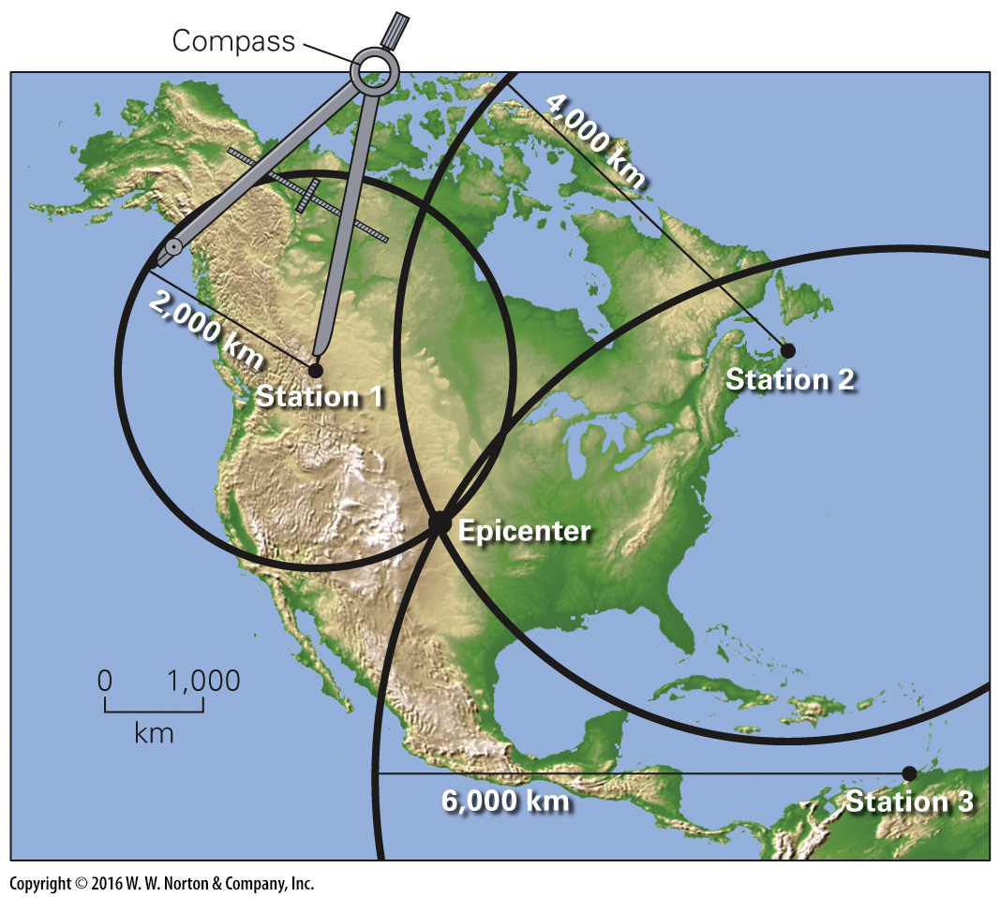 Compass
4,000 km
2,000 km
Station 1
Station 2
Epicenter
0 1,000
km
6,000 km
Station 3
Copyright © 2016 W. W. Norton & Company, Inc.